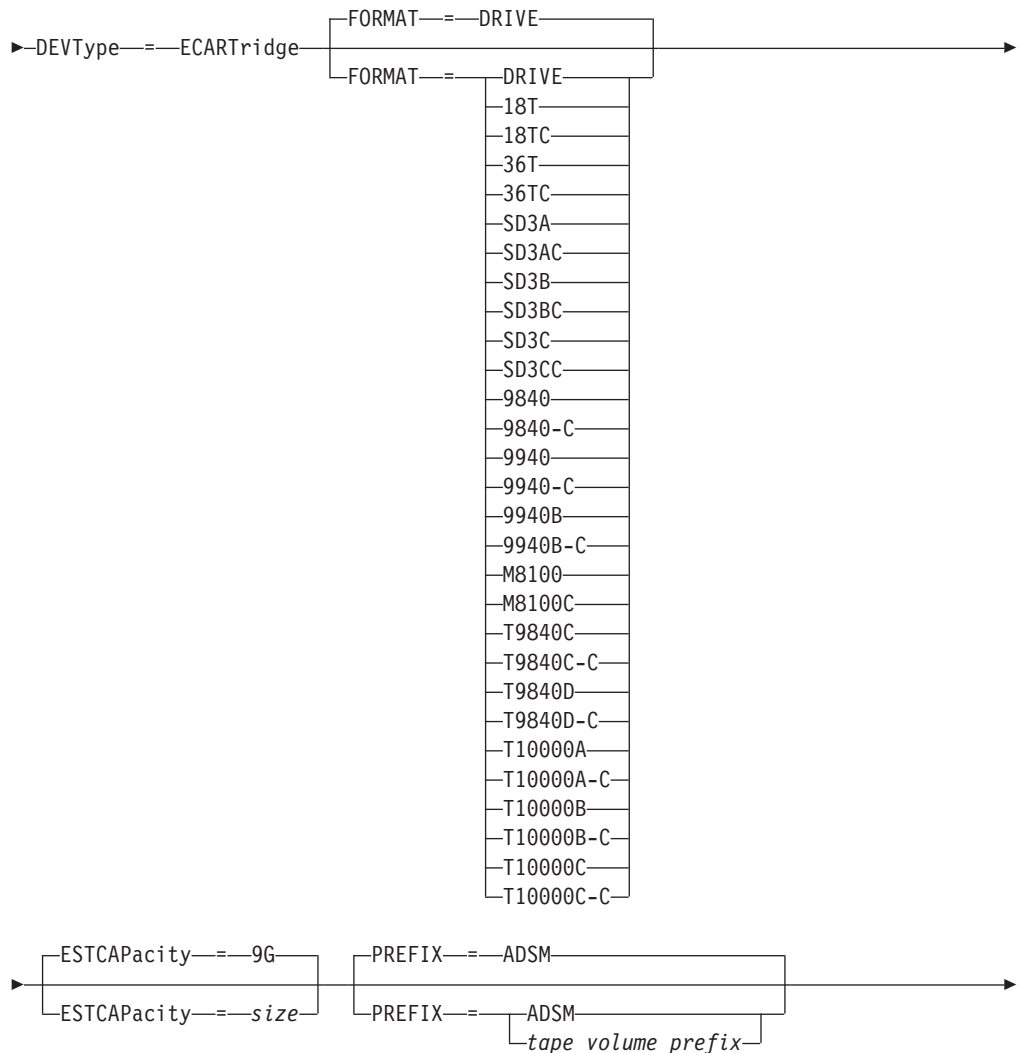 FORMAT = DRIVE
DEVType = ECARTridge
FORMAT = DRIVE
18T
18TC
36T
36TC
SD3A
SD3AC
SD3B
SD3BC
SD3C
SD3CC
9840
9840-C
9940
9940-C
9940B
9940B-C
M8100
M8100C
T9840C
T9840C-C
T9840D
T9840D-C
T10000A
T10000A-C
T10000B
T10000B-C
T10000C
T10000C-C
ESTCAPacity = 9G PREFIX = ADSM
ESTCAPacity = size PREFIX = ADSM
tape volume prefix